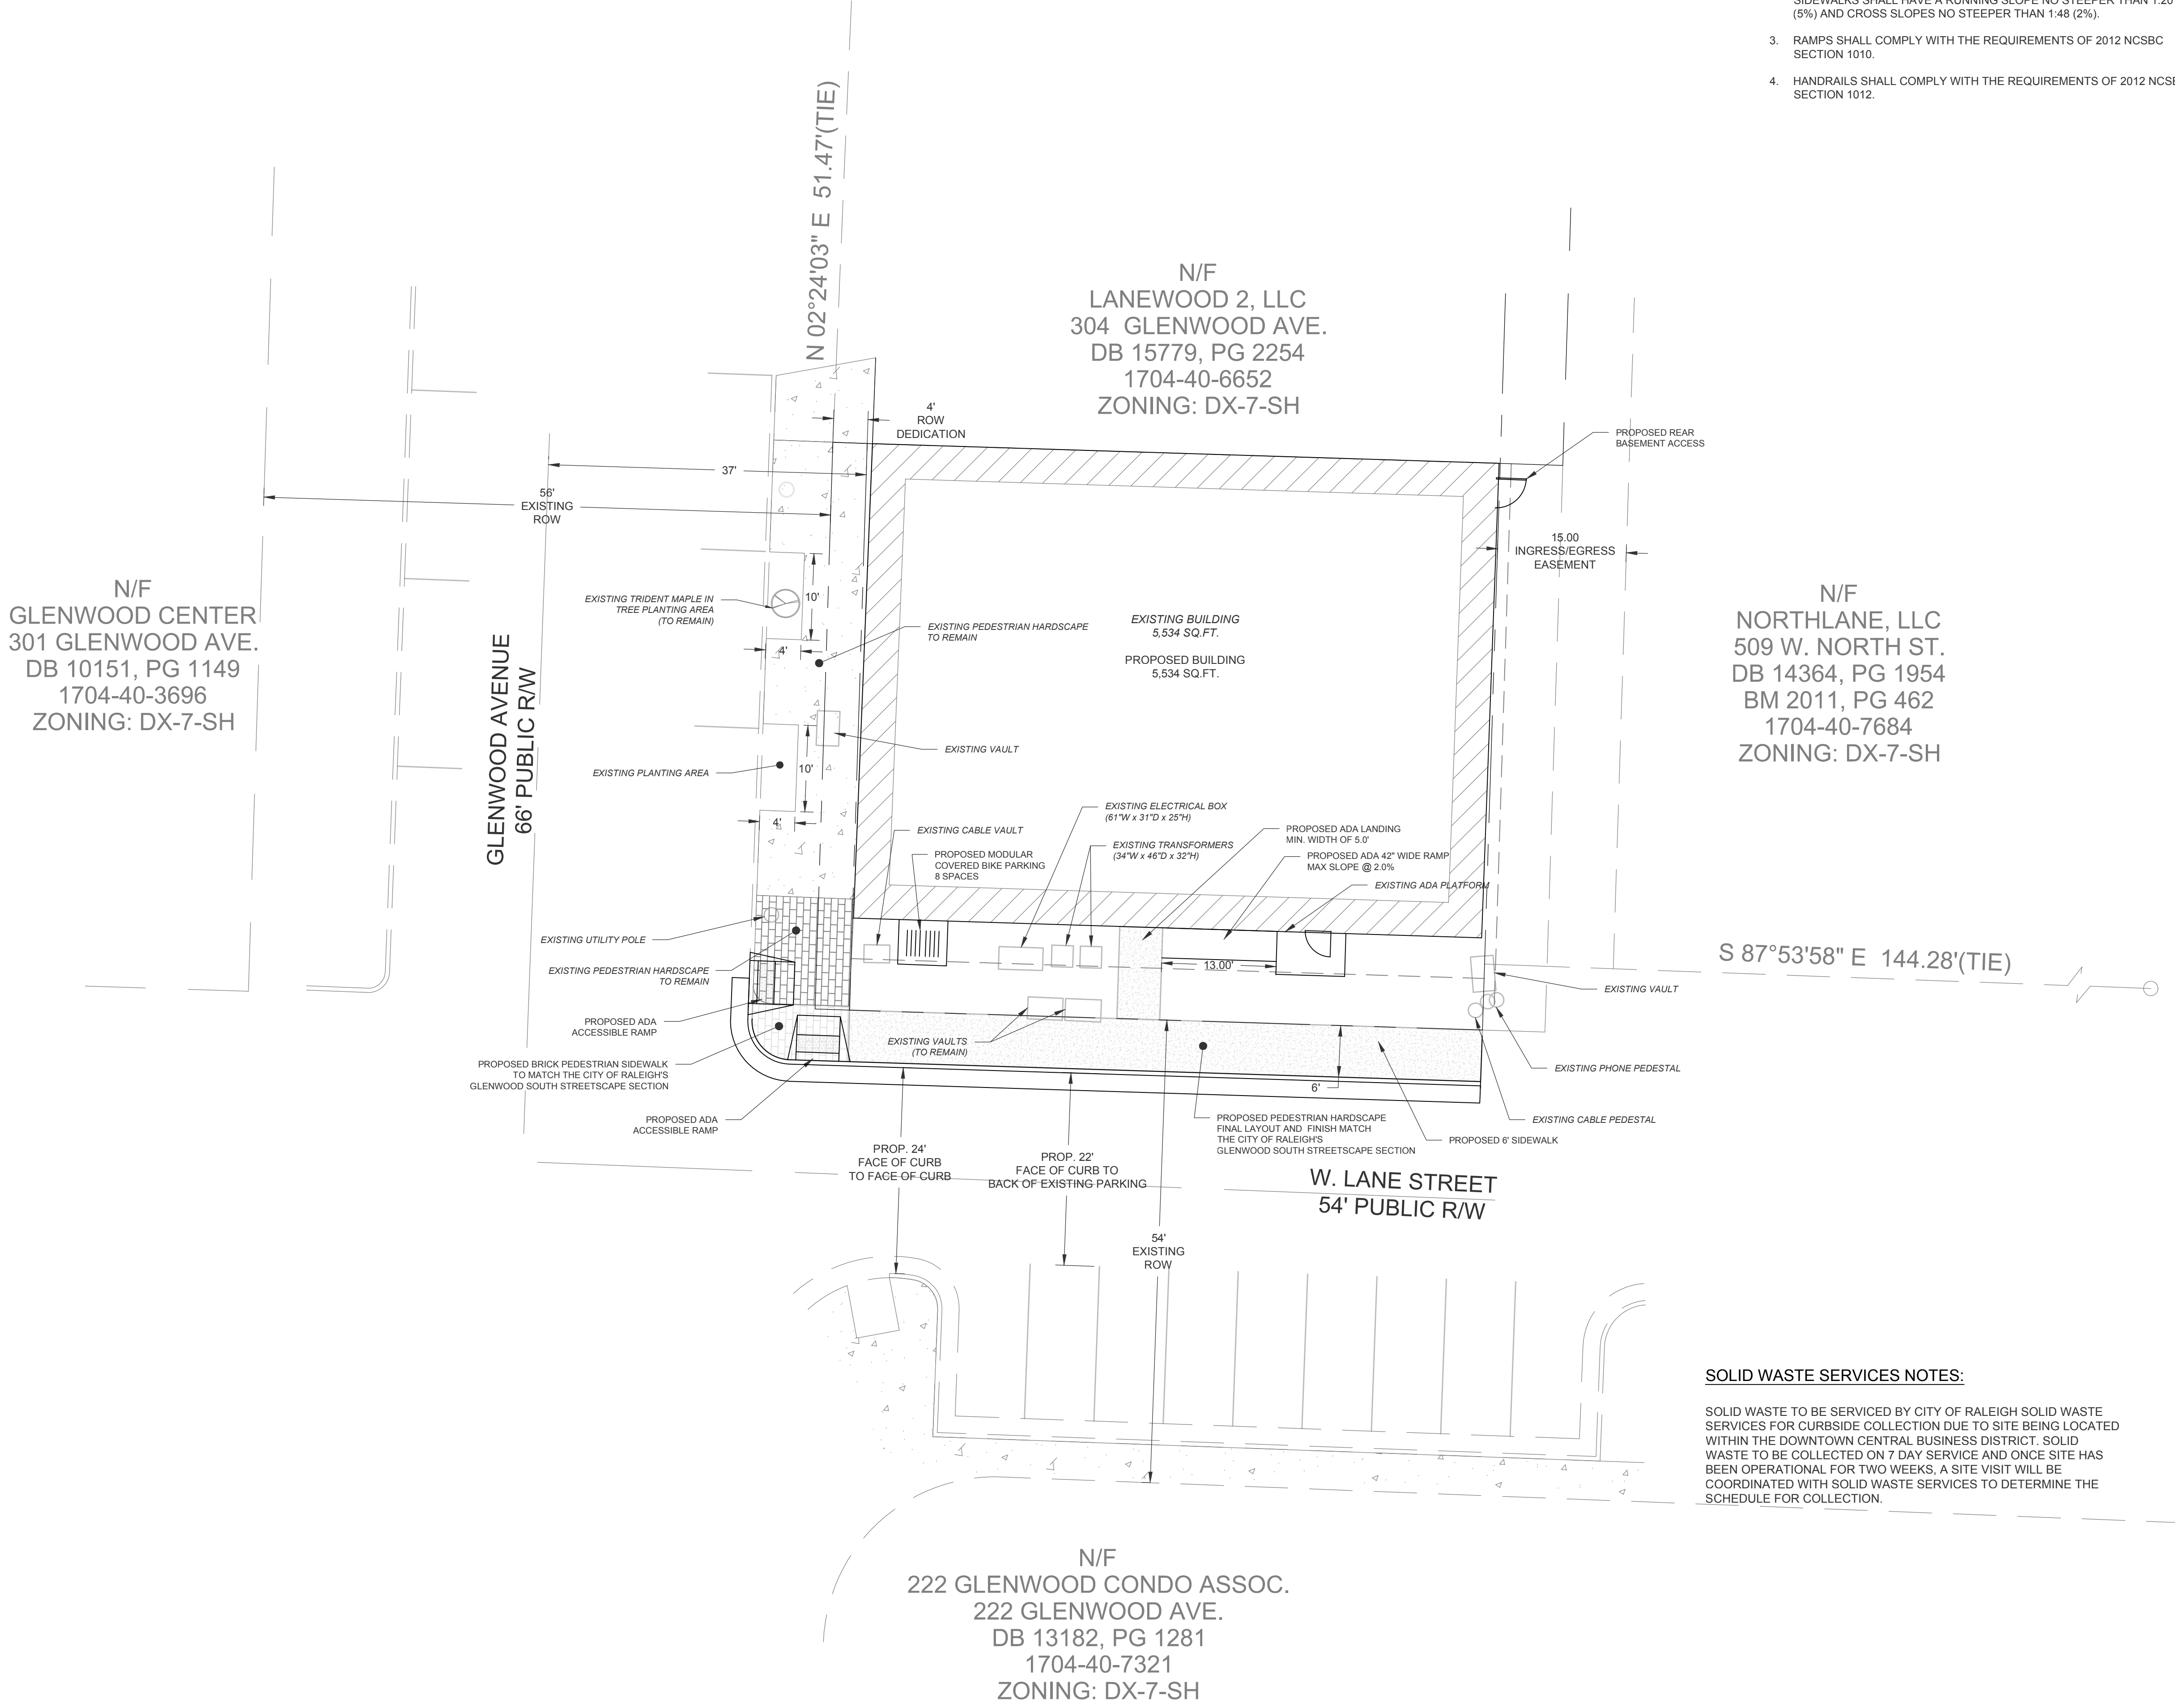 SIDEWALKS SHALL HAVE A RUNNING SLOPE NO STEEPER THAN 1:20
(5%) AND CROSS SLOPES NO STEEPER THAN 1:48 (2%).
3. RAMPS SHALL COMPLY WITH THE REQUIREMENTS OF 2012 NCSBC
SECTION 1010.
4. HANDRAILS SHALL COMPLY WITH THE REQUIREMENTS OF 2012
SECTION 1012.
N 02°24'03" E 51.47'(TIE)
N/F
LANEWOOD 2, LLC
304 GLENWOOD AVE.
DB 15779, PG 2254
1704-40-6652
ZONING: DX-7-SH
4'
ROW
DEDICATION
PROPOSED REAR
BASEMENT ACCESS
37'
56'
EXISTING
ROW
15.00
INGRESS/EGRESS
EASEMENT
N/F
GLENWOOD CENTER
301 GLENWOOD AVE.
DB 10151, PG 1149
1704-40-3696
ZONING: DX-7-SH
GLENWOOD AVENUE
66' PUBLIC R/W
EXISTING TRIDENT MAPLE IN
TREE PLANTING AREA
(TO REMAIN)
10'
4'
EXISTING PEDESTRIAN HARDSCAPE
TO REMAIN
EXISTING BUILDING
5,534 SQ.FT.
PROPOSED BUILDING
5,534 SQ.FT.
N/F
NORTHLANE, LLC
509 W. NORTH ST.
DB 14364, PG 1954
BM 2011, PG 462
1704-40-7684
ZONING: DX-7-SH
EXISTING VAULT
EXISTING PLANTING AREA
10'
4'
EXISTING CABLE VAULT
PROPOSED MODULAR
COVERED BIKE PARKING
8 SPACES
EXISTING ELECTRICAL BOX
(61"W x 31"D x 25"H)
EXISTING TRANSFORMERS
(34"W x 46"D x 32"H)
PROPOSED ADA LANDING
MIN. WIDTH OF 5.0'
PROPOSED ADA 42" WIDE RAMP
MAX SLOPE @ 2.0%
EXISTING ADA PLATFORM
EXISTING UTILITY POLE
EXISTING PEDESTRIAN HARDSCAPE
TO REMAIN
13.00'
S 87°53'58" E 144.28'(TIE)
EXISTING VAULT
PROPOSED ADA
ACCESSIBLE RAMP
EXISTING VAULTS
(TO REMAIN)
PROPOSED BRICK PEDESTRIAN SIDEWALK
TO MATCH THE CITY OF RALEIGH'S
GLENWOOD SOUTH STREETSCAPE SECTION
EXISTING PHONE PEDESTAL
6'
PROPOSED ADA
ACCESSIBLE RAMP
PROPOSED PEDESTRIAN HARDSCAPE
FINAL LAYOUT AND FINISH MATCH
THE CITY OF RALEIGH'S
GLENWOOD SOUTH STREETSCAPE SECTION
EXISTING CABLE PEDESTAL
PROPOSED 6' SIDEWALK
PROP. 24'
FACE OF CURB
TO FACE OF CURB
PROP. 22'
FACE OF CURB TO
BACK OF EXISTING PARKING
W. LANE STREET
54' PUBLIC R/W
54'
EXISTING
ROW
SOLID WASTE SERVICES NOTES:
SOLID WASTE TO BE SERVICED BY CITY OF RALEIGH SOLID WASTE
SERVICES FOR CURBSIDE COLLECTION DUE TO SITE BEING LOCATED
WITHIN THE DOWNTOWN CENTRAL BUSINESS DISTRICT. SOLID
WASTE TO BE COLLECTED ON 7 DAY SERVICE AND ONCE SITE HAS
BEEN OPERATIONAL FOR TWO WEEKS, A SITE VISIT WILL BE
COORDINATED WITH SOLID WASTE SERVICES TO DETERMINE THE
SCHEDULE FOR COLLECTION.
N/F
222 GLENWOOD CONDO ASSOC.
222 GLENWOOD AVE.
DB 13182, PG 1281
1704-40-7321
ZONING: DX-7-SH